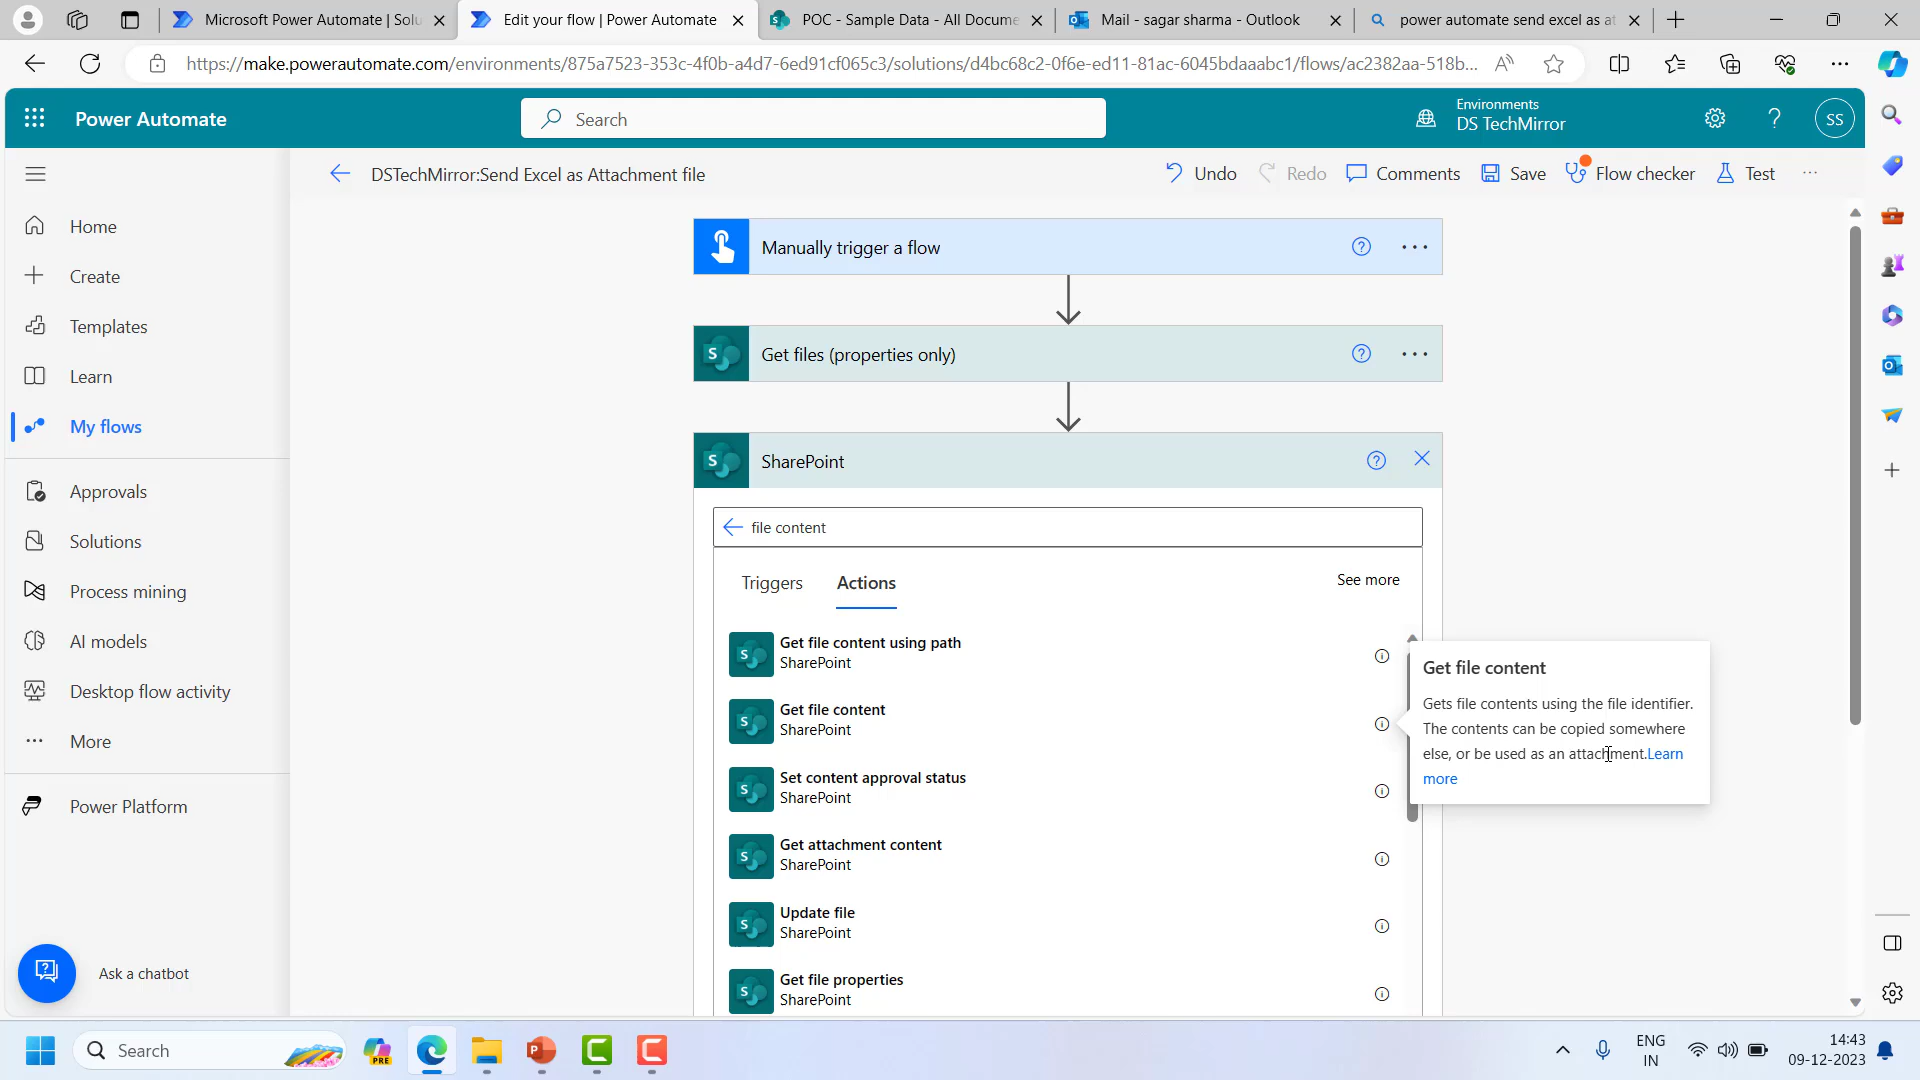 Microsoft Power Automate | Solu
Edit your flow | Power Automate
POC - Sample Data - All Docume
Mail - sagar sharma - Outlook
power automate send excel as at
https://make.powerautomate.com/environments/875a7523-353c-4f0b-a4d7-6ed91cf065c3/solutions/d4bc68c2-0f6e-ed11-81ac-6045bdaaabc1/flows/ac2382aa-518b...
Power Automate
Search
Environments
DS TechMirror
SS
DSTechMirror:Send Excel as Attachment file
Undo
Redo
Comments
Save
Flow checker
Test
Home
Create
Templates
Learn
My flows
Approvals
Solutions
Process mining
AI models
Desktop flow activity
More
Power Platform
Ask a chatbot
Manually trigger a flow
Get files (properties only)
SharePoint
file content
Triggers
Actions
See more
Get file content using path
SharePoint
Get file content
SharePoint
Set content approval status
SharePoint
Get attachment content
SharePoint
Update file
SharePoint
Get file properties
SharePoint
Get file content
Gets file contents using the file identifier.
The contents can be copied somewhere
else, or be used as an attachment.Learn
more
Search
PRE
ENG
IN
14:43
09-12-2023